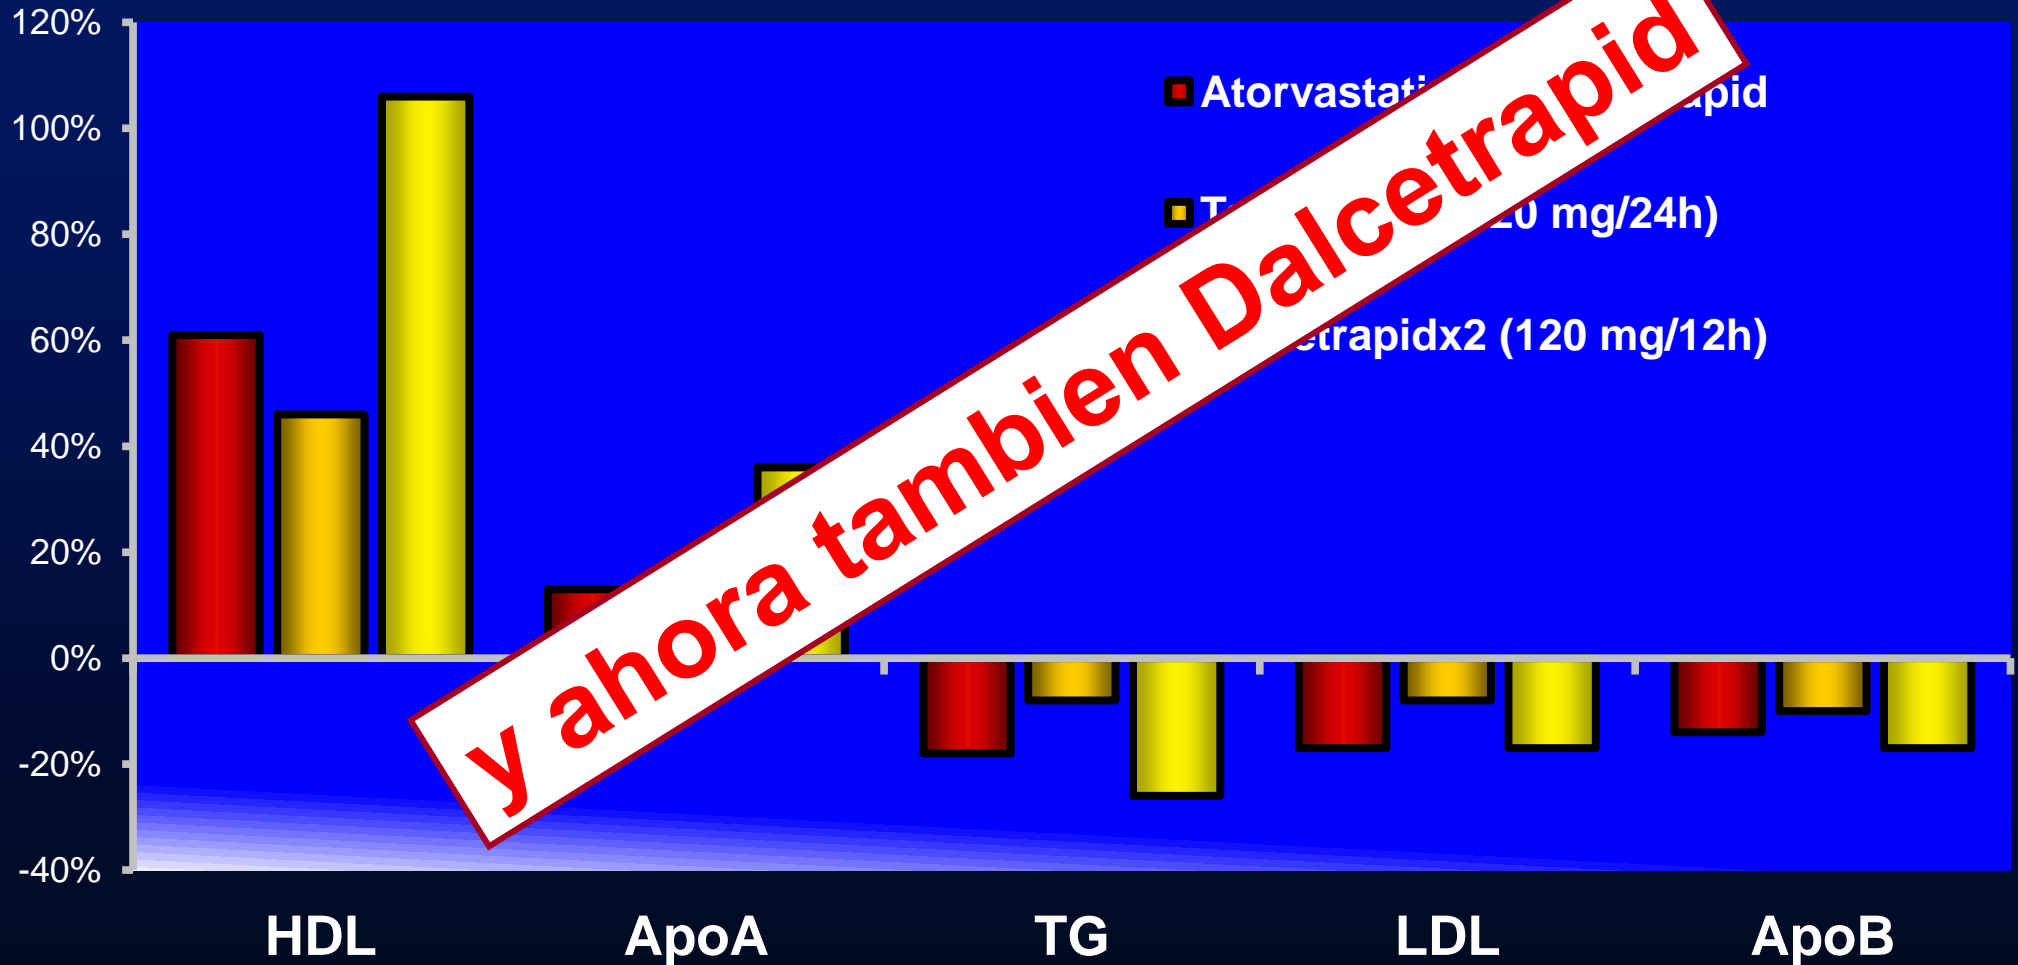 120%
100%
80%
60%
40%
20%
0%
-20%
-40%
apid
20 mg/24h)
etrapidx2 (120 mg/12h)
y ahora tambien Dalcetrapid
HDL ApoA TG LDL ApoB